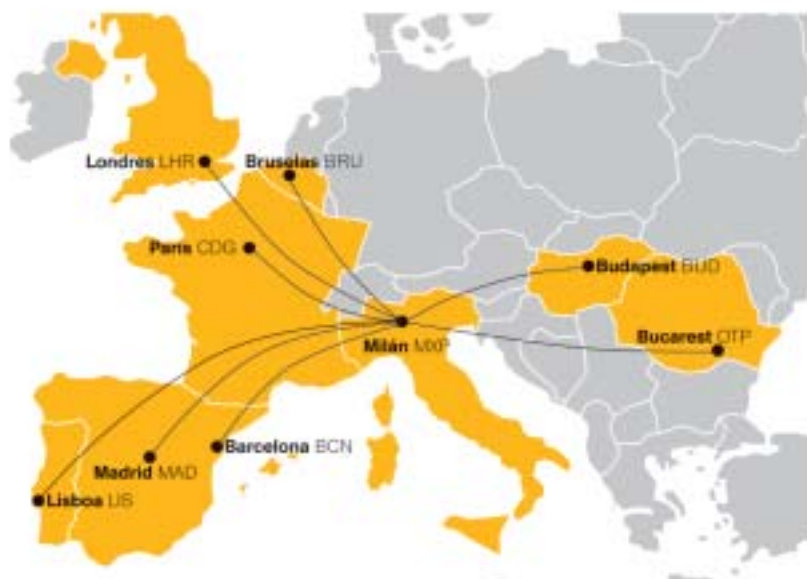 Londres LHR
Bruselas BRU
París CDG
Budapest BUD
Milán MXP
Bucarest OTP
Barcelona BCN
Madrid MAD
Lisboa LIS